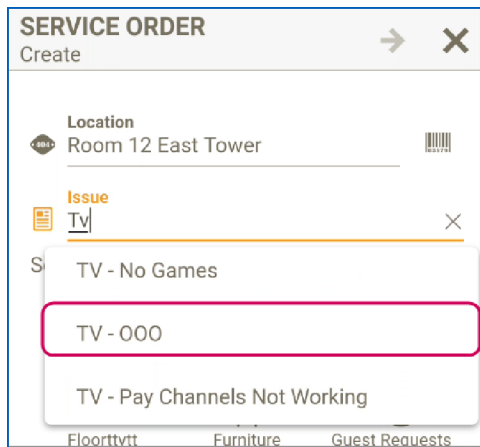 SERVICE ORDER
Create
Location
Room 12 East Tower
Issue
Tv
TV - No Games
TV - OOO
TV - Pay Channels Not Working
Floorttytt Furniture Guest Requests